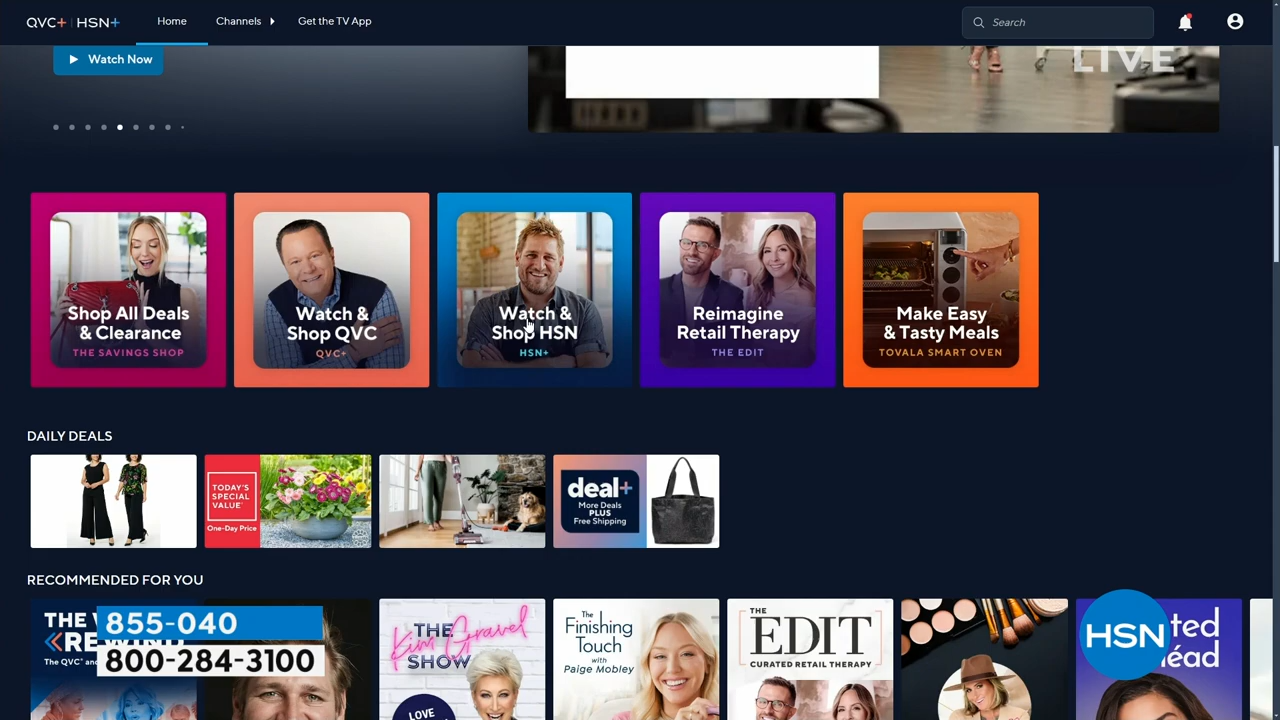 QVC+ | HSN+
Home
Channels
Get the TV App
Search
Watch Now
LIVE
Shop All Deals
& Clearance
THE SAVINGS SHOP
Watch &
Shop QVC
QVC+
Watch &
Shop HSN
HSN+
Reimagine
Retail Therapy
THE EDIT
Make Easy
& Tasty Meals
TOVALA SMART OVEN
DAILY DEALS
TODAY'S
SPECIAL
VALUE
One-Day Price
deal+
More Deals
PLUS
Free Shipping
RECOMMENDED FOR YOU
THE
The QVC
855-040
800-284-3100
THE
Kim Gravel
SHOW
LOVE
The
Finishing
Touch
with
Paige Mobley
THE
EDIT
CURATED RETAIL THERAPY
HSN